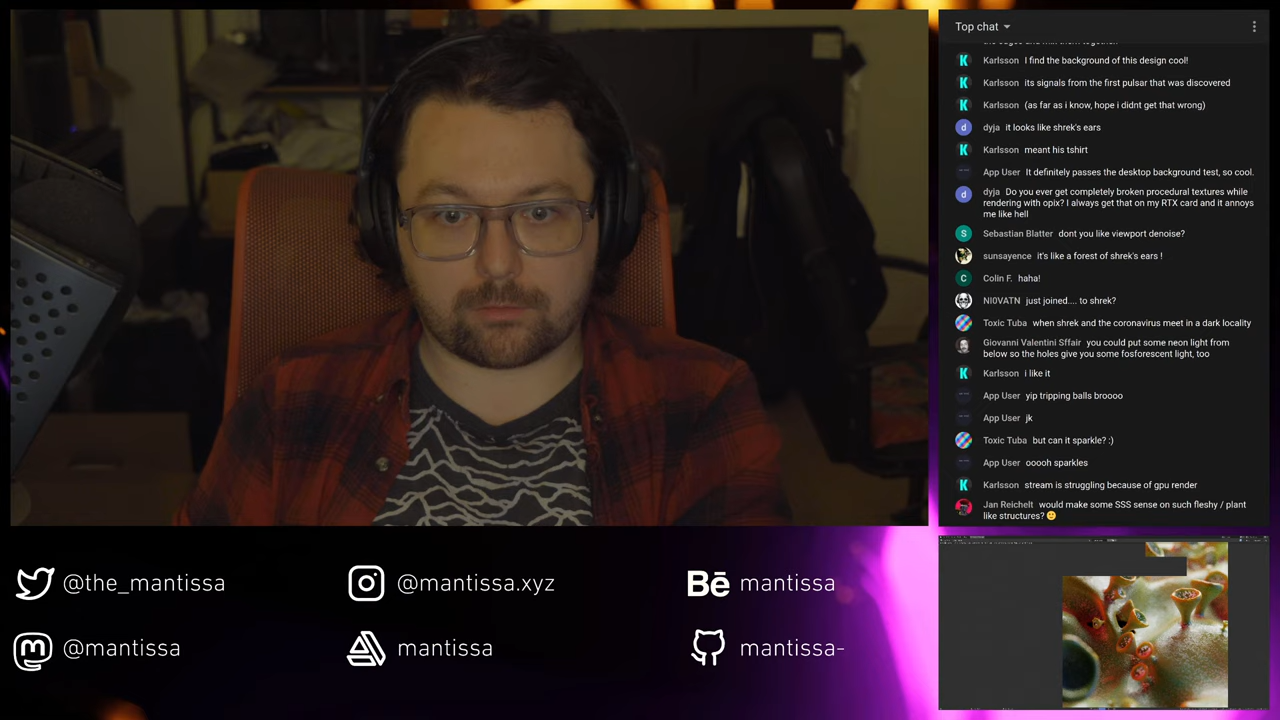 Top chat
Karlsson I find the background of this design cool!
Karlsson its signals from the first pulsar that was discovered
Karlsson (as far as i know, hope i didnt get that wrong)
d dyja it looks like shrek's ears
Karlsson meant his tshirt
App User It definitely passes the desktop background test, so cool.
d dyja Do you ever get completely broken procedural textures while
rendering with opix? I always get that on my RTX card and it annoys
me like hell
S Sebastian Blatter dont you like viewport denoise?
sunsayence it's like a forest of shrek's ears !
C Colin F. haha!
NI0VATN just joined.... to shrek?
Toxic Tuba when shrek and the coronavirus meet in a dark locality
Giovanni Valentini Sffair you could put some neon light from
below so the holes give you some fosforescent light, too
Karlsson i like it
App User yip tripping balls broooo
App User jk
Toxic Tuba but can it sparkle? :)
App User ooooh sparkles
Karlsson stream is struggling because of gpu render
Jan Reichelt would make some SSS sense on such fleshy / plant
like structures? 🙂
@the_mantissa
@mantissa.xyz
Bē mantissa
@mantissa
mantissa
mantissa-